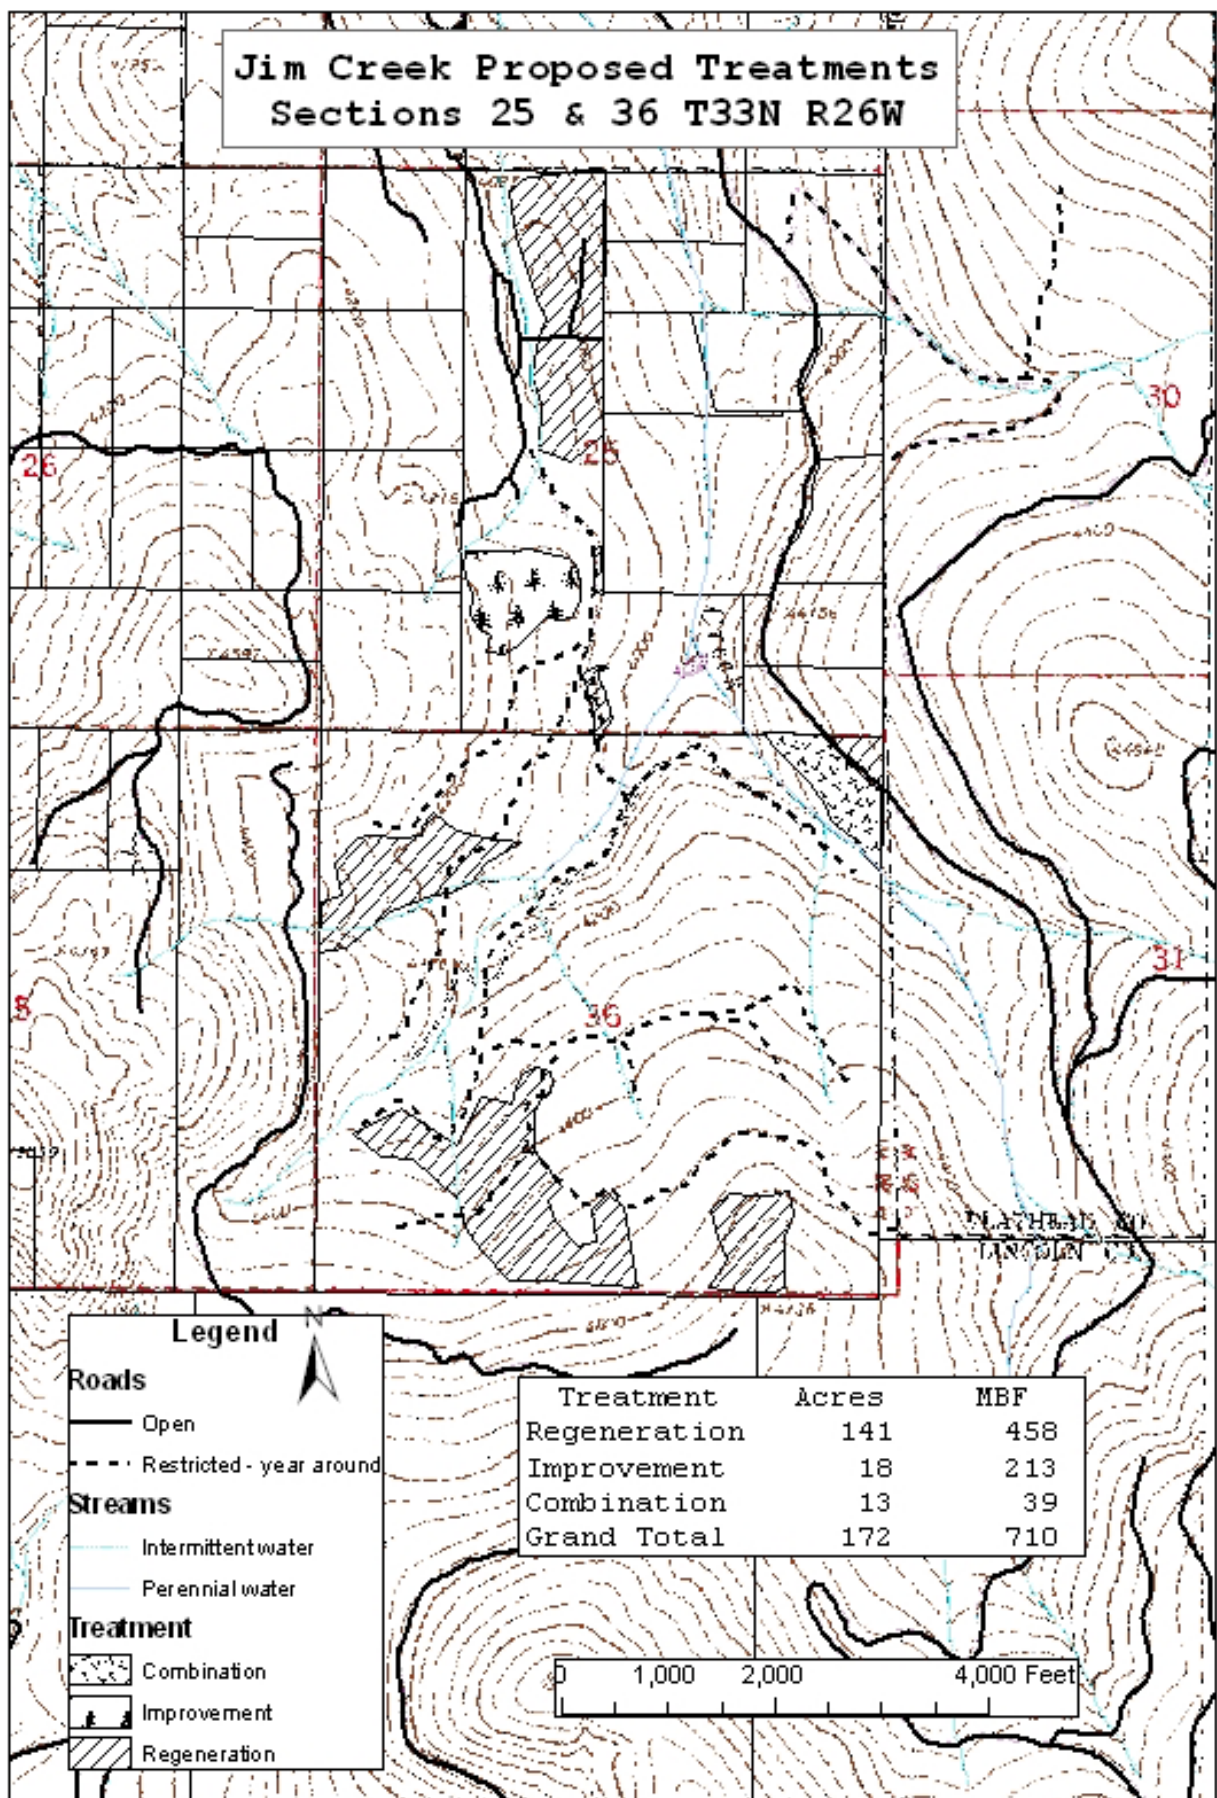 Jim Creek Proposed Treatments
Sections 25 & 36 T33N R26W
30
26
25
4400
36
31
Legend
N
Roads
Open
Restricted - year around
Streams
Intermittent water
Perennial water
Treatment
Combination
Improvement
Regeneration
Treatment Acres MBF
Regeneration 141 458
Improvement 18 213
Combination 13 39
Grand Total 172 710
0 1,000 2,000 4,000 Feet